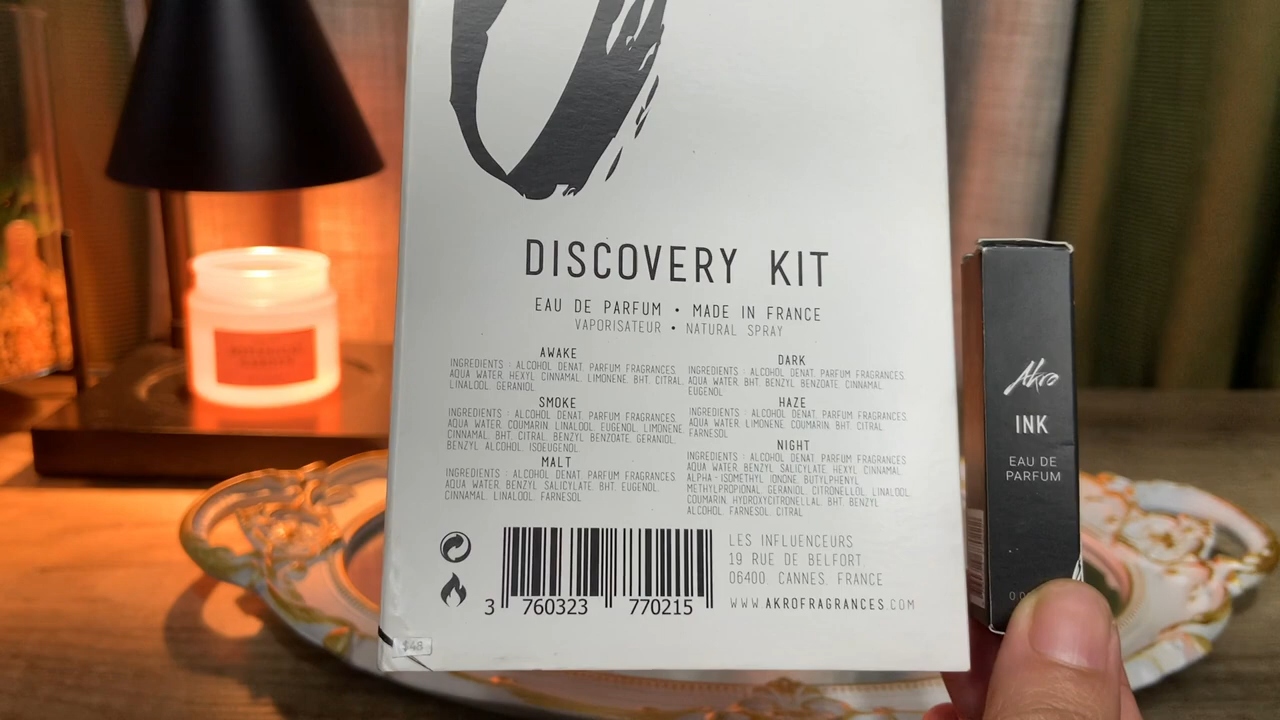 DISCOVERY KIT
EAU DE PARFUM • MADE IN FRANCE
VAPORISATEUR • NATURAL SPRAY
AWAKE
INGREDIENTS : ALCOHOL DENAT, PARFUM FRAGRANCES,
AQUA WATER, HEXYL CINNAMAL, LIMONENE, BHT, CITRAL,
LINALOOL, GERANIOL
SMOKE
INGREDIENTS : ALCOHOL DENAT, PARFUM FRAGRANCES,
AQUA WATER, COUMARIN, LINALOOL, EUGENOL, LIMONENE,
CINNAMAL, BHT, CITRAL, BENZYL BENZOATE, GERANIOL,
BENZYL ALCOHOL, ISOEUGENOL
MALT
INGREDIENTS : ALCOHOL DENAT, PARFUM FRAGRANCES
AQUA WATER, BENZYL SALICYLATE, BHT, EUGENOL,
CINNAMAL, LINALOOL, FARNESOL
DARK
INGREDIENTS : ALCOHOL DENAT, PARFUM FRAGRANCES,
AQUA WATER, BHT, BENZYL BENZOATE, CINNAMAL
EUGENOL
HAZE
INGREDIENTS : ALCOHOL DENAT, PARFUM FRAGRANCES,
AQUA WATER, LIMONENE, COUMARIN, BHT, CITRAL
FARNESOL
NIGHT
INGREDIENTS : ALCOHOL DENAT, PARFUM FRAGRANCES,
AQUA WATER, BENZYL SALICYLATE, HEXYL CINNAMAL,
ALPHA - ISOMETHYL IONONE, BUTYLPHENYL
METHYLPROPIONAL, GERANIOL, CITRONELLOL, LINALOOL,
COUMARIN, HYDROXYCITRONELLAL, BHT, BENZYL
ALCOHOL, FARNESOL, CITRAL
3 760323 770215
LES INFLUENCEURS
19 RUE DE BELFORT,
06400 CANNES, FRANCE
WWW.AKROFRAGRANCES.COM
$48
Akro
INK
EAU DE
PARFUM